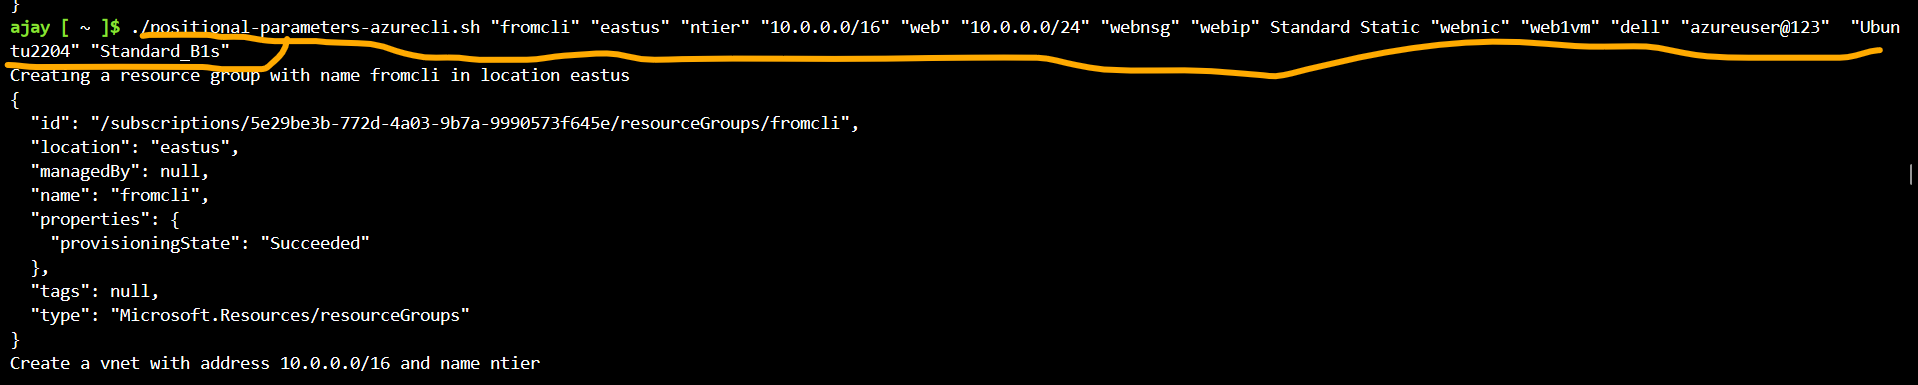 }
ajay [ ~ ]$ ./positional-parameters-azurecli.sh "fromcli" "eastus" "ntier" "10.0.0.0/16" "web" "10.0.0.0/24" "webnsg" "webip" Standard Static "webnic" "web1vm" "dell" "azureuser@123"  "Ubun
tu2204" "Standard_B1s"
Creating a resource group with name fromcli in location eastus
{
  "id": "/subscriptions/5e29be3b-772d-4a03-9b7a-9990573f645e/resourceGroups/fromcli",
  "location": "eastus",
  "managedBy": null,
  "name": "fromcli",
  "properties": {
    "provisioningState": "Succeeded"
  },
  "tags": null,
  "type": "Microsoft.Resources/resourceGroups"
}
Create a vnet with address 10.0.0.0/16 and name ntier